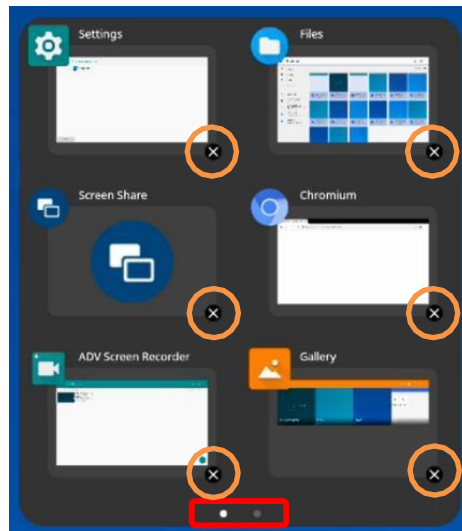 Settings
Files
Screen Share
Chromium
ADV Screen Recorder
Gallery